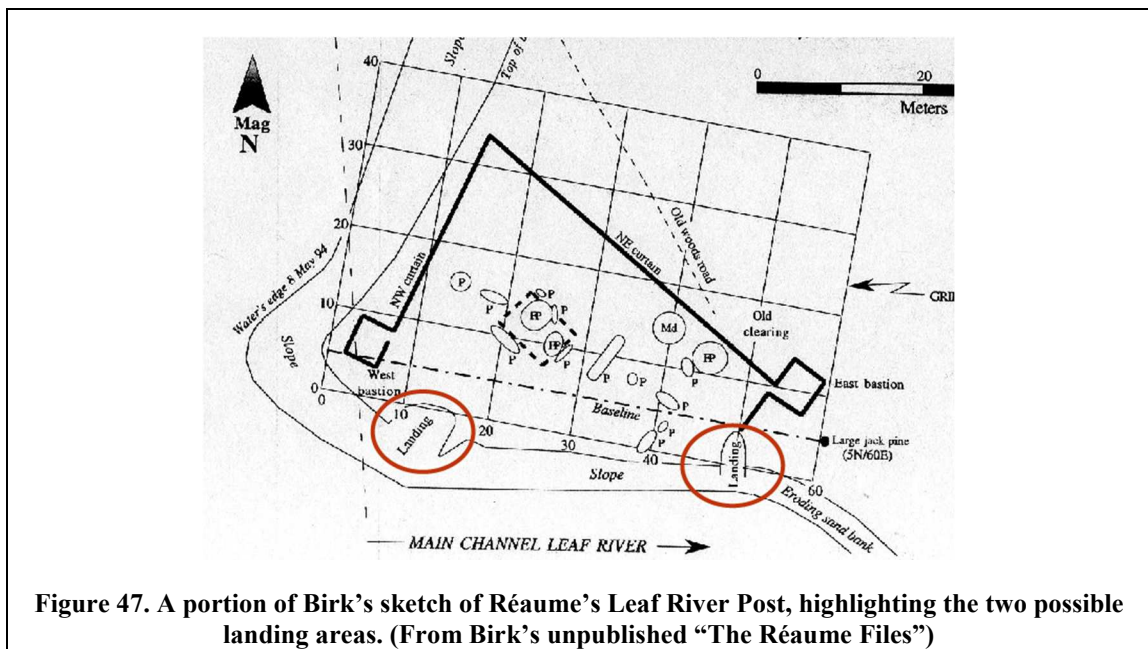 40
Slope
Top of
0
20
Meters
Mag
N
30
Old woods road
NE curtain
20
NW curtain
Water's edge 8 May 94
P
P
P
FP
P
10
Md
Old
clearing
GRI
Slope
P
FP
P
P
P
FP
P
West
bastion
East bastion
0
0
10
Baseline
P
Landing
20
Large jack pine
(5N/60E)
30
P
P
40
Landing
60
Slope
Eroding sand bank
MAIN CHANNEL LEAF RIVER
Figure 47. A portion of Birk’s sketch of Réaume’s Leaf River Post, highlighting the two possible
landing areas. (From Birk’s unpublished “The Réaume Files”)